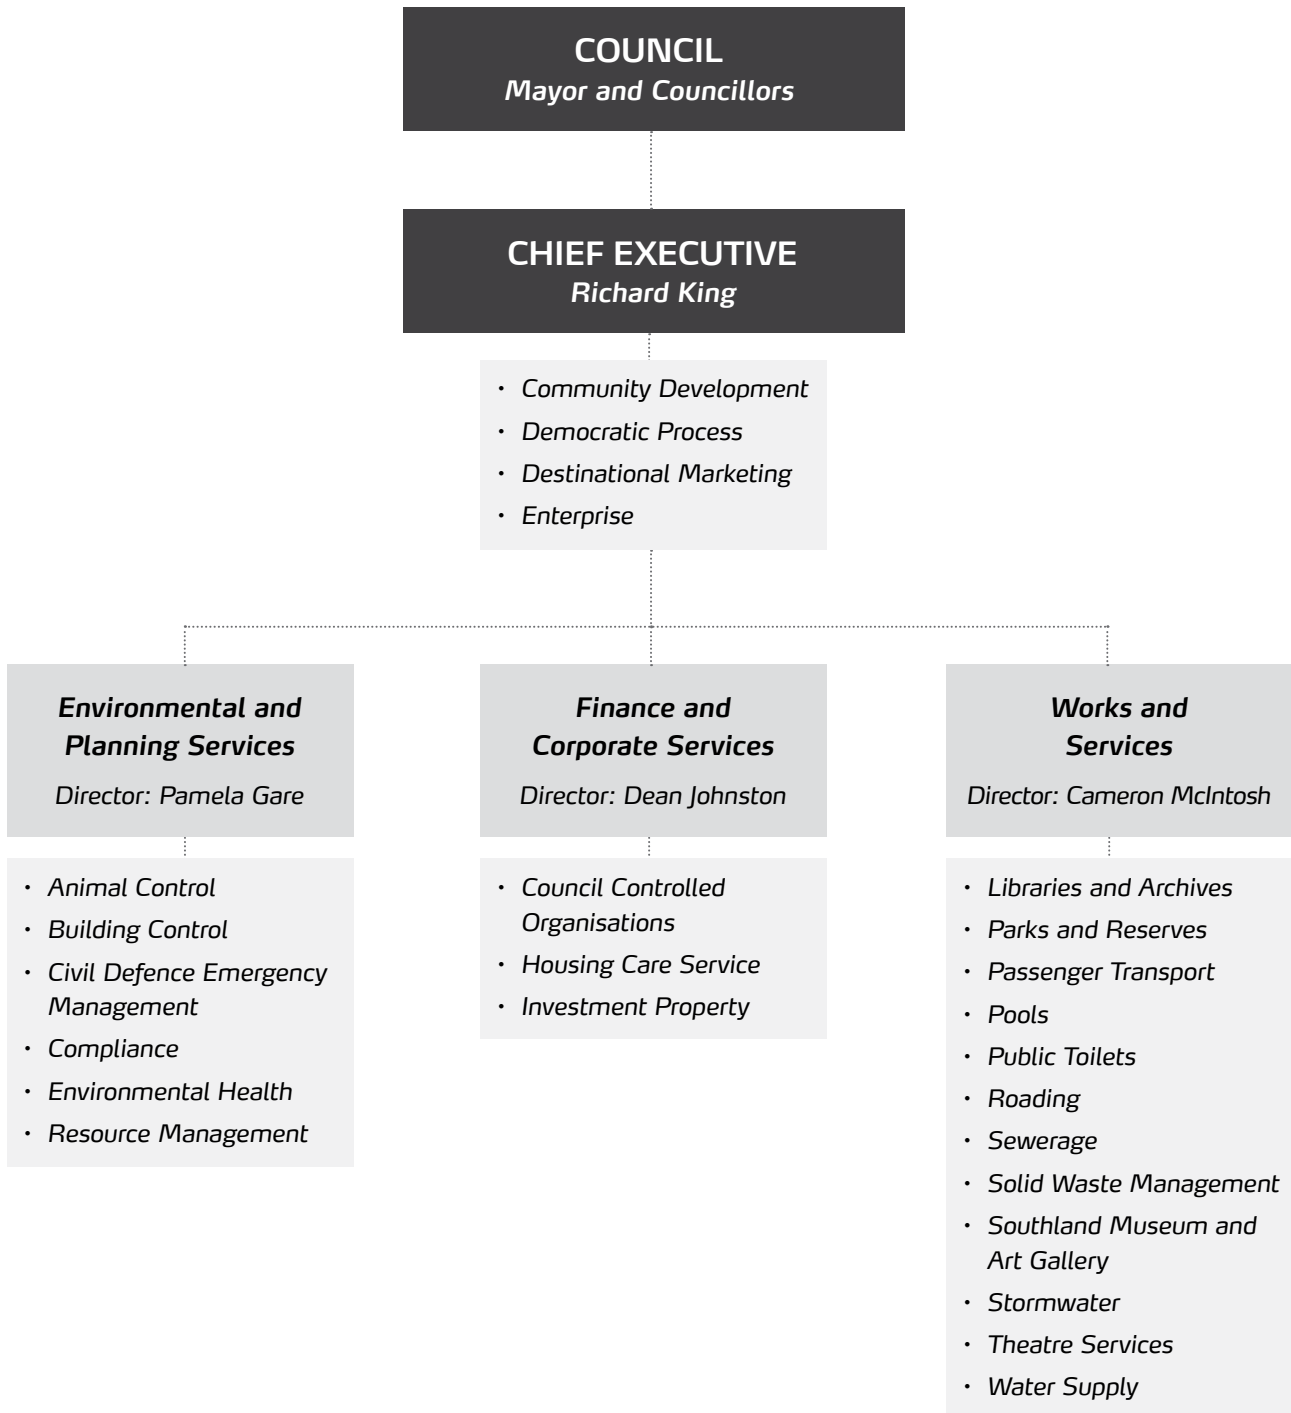 COUNCIL
Mayor and Councillors
CHIEF EXECUTIVE
Richard King
• Community Development
• Democratic Process
• Destinational Marketing
• Enterprise
Environmental and
Planning Services
Director: Pamela Gare
• Animal Control
• Building Control
• Civil Defence Emergency
Management
• Compliance
• Environmental Health
• Resource Management
Finance and
Corporate Services
Director: Dean Johnston
• Council Controlled
Organisations
• Housing Care Service
• Investment Property
Works and
Services
Director: Cameron McIntosh
• Libraries and Archives
• Parks and Reserves
• Passenger Transport
• Pools
• Public Toilets
• Roading
• Sewerage
• Solid Waste Management
• Southland Museum and
Art Gallery
• Stormwater
• Theatre Services
• Water Supply